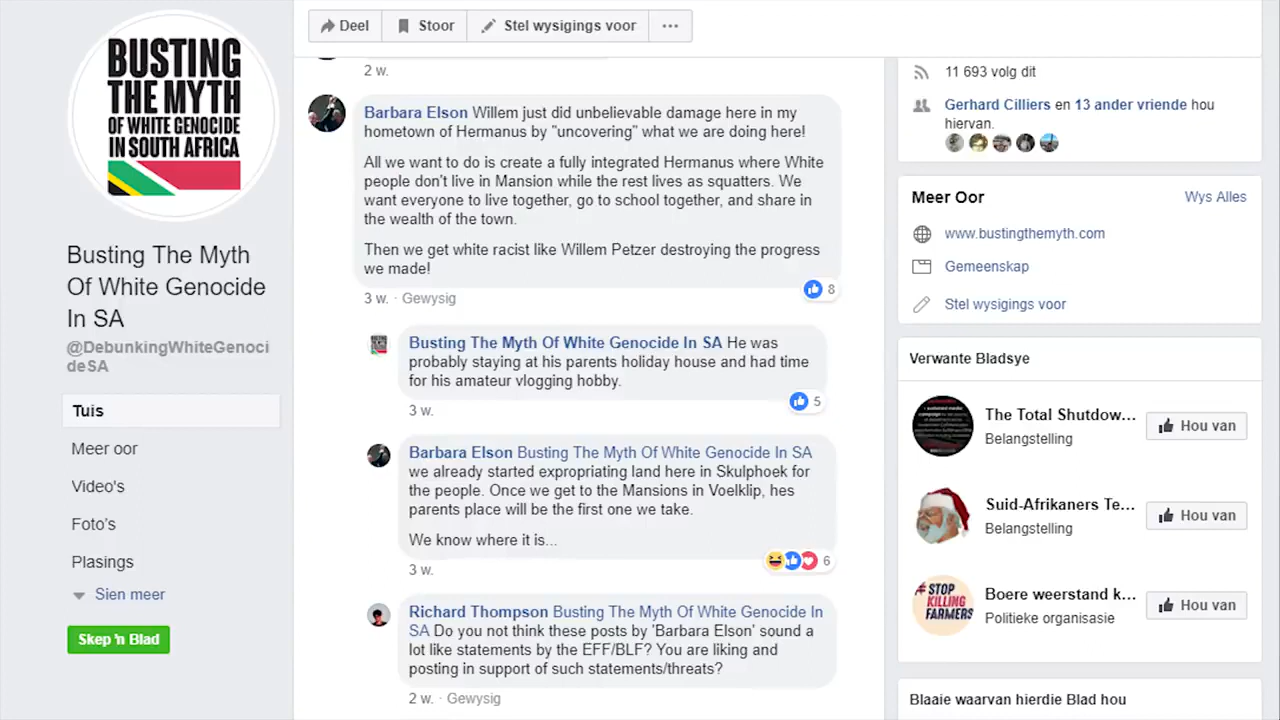 BUSTING
THE MYTH
OF WHITE GENOCIDE
IN SOUTH AFRICA
Busting The Myth
Of White Genocide
In SA
@DebunkingWhiteGenoci
deSA
Tuis
Meer oor
Video's
Foto's
Plasings
Sien meer
Skep 'n Blad
Deel
Stoor
Stel wysigings voor
2 w.
Barbara Elson Willem just did unbelievable damage here in my
hometown of Hermanus by "uncovering" what we are doing here!
All we want to do is create a fully integrated Hermanus where White
people don't live in Mansion while the rest lives as squatters. We
want everyone to live together, go to school together, and share in
the wealth of the town.
Then we get white racist like Willem Petzer destroying the progress
we made!
8
3 w. · Gewysig
Busting The Myth Of White Genocide In SA He was
probably staying at his parents holiday house and had time
for his amateur vlogging hobby.
5
3 w.
Barbara Elson Busting The Myth Of White Genocide In SA
we already started expropriating land here in Skulphoek for
the people. Once we get to the Mansions in Voelklip, hes
parents place will be the first one we take.
We know where it is...
6
3 w.
Richard Thompson Busting The Myth Of White Genocide In
SA Do you not think these posts by 'Barbara Elson' sound a
lot like statements by the EFF/BLF? You are liking and
posting in support of such statements/threats?
2 w. · Gewysig
11 693 volg dit
Gerhard Cilliers en 13 ander vriende hou
hiervan.
Meer Oor
Wys Alles
www.bustingthemyth.com
Gemeenskap
Stel wysigings voor
Verwante Bladsye
The Total Shutdow...
Belangstelling
Hou van
Suid-Afrikaners Te...
Belangstelling
Hou van
# STOP
KILLING
FARMERS
Boere weerstand k...
Politieke organisasie
Hou van
Blaaie waarvan hierdie Blad hou